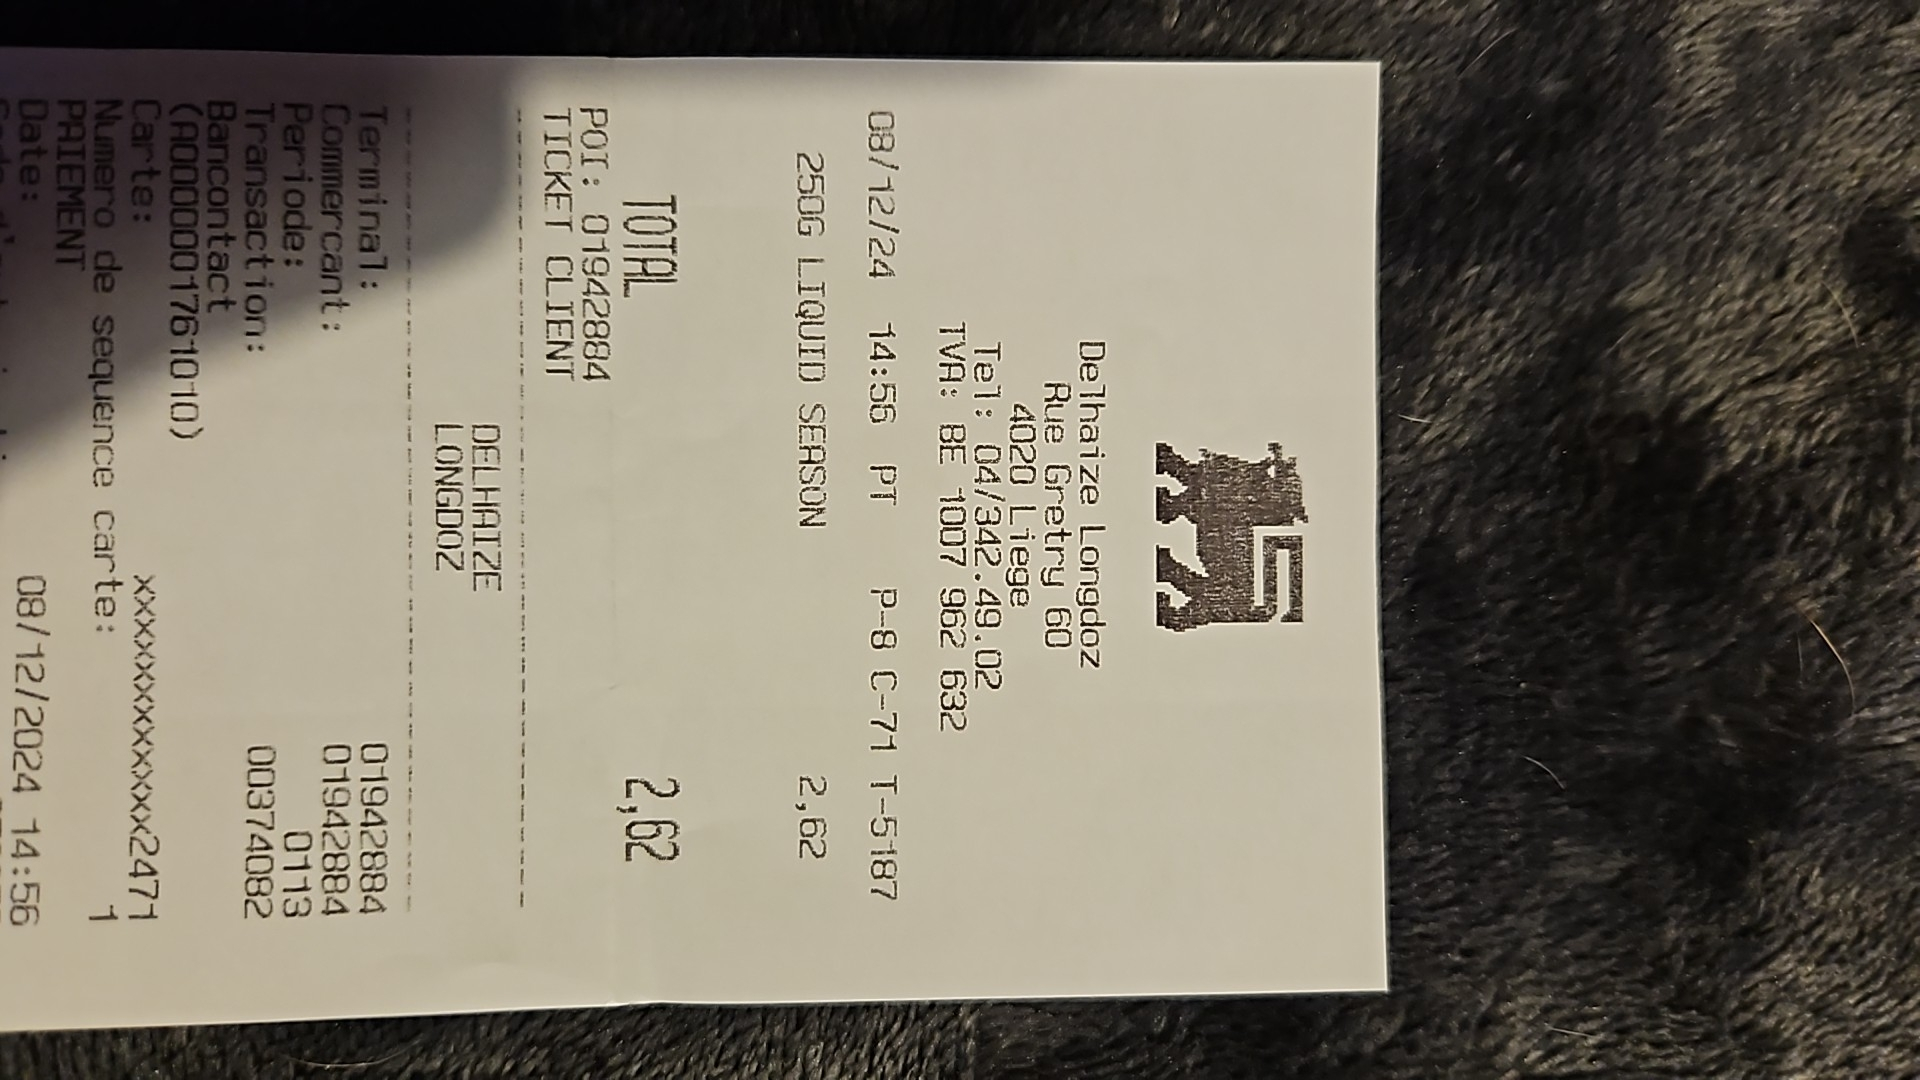 Delhaize Longdoz
Rue Gretry 60
4020 Liege
Tel: 04/342.49.02
TVA: BE 1007 962 632
08/12/24 14:56 PT P-8 C-71 T-5187
250G LIQUID SEASON 2,62
TOTAL 2,62
POI: 01942884
TICKET CLIENT
DELHAIZE
LONGDOZ
Terminal: 01942884
Commercant: 01942884
Periode: 0113
Transaction: 00374082
Bancontact
(A000001761010)
Carte: xxxxxxxxxxxxx2471
Numero de sequence carte: 1
PAIEMENT
Date: 08/12/2024 14:56